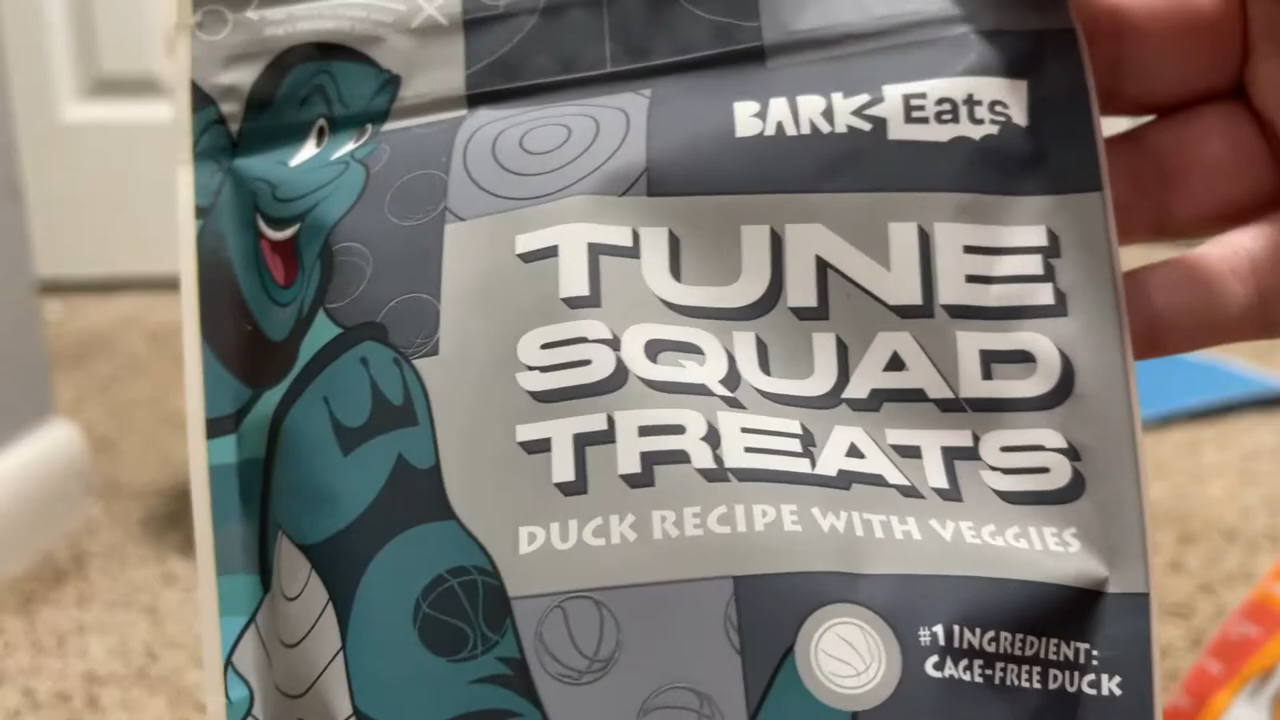 BARK Eats
TUNE
SQUAD
TREATS
DUCK RECIPE WITH VEGGIES
#1 INGREDIENT:
CAGE-FREE DUCK